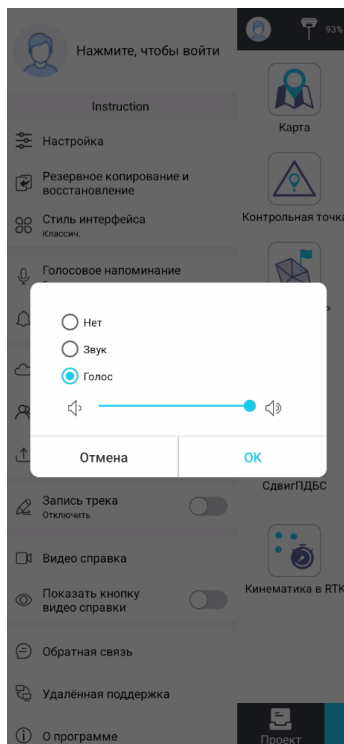 Нажмите, чтобы войти
93%
Instruction
Настройка
Карта
Резервное копирование и
восстановление
Стиль интерфейса
Классич.
Контрольная точка
Голосовое напоминание
Нет
Звук
Голос
Отмена
OK
СдвигПДБС
Запись трека
Отключить
Видео справка
Показать кнопку
видео справки
Кинематика в RTK
Обратная связь
Удалённая поддержка
О программе
Проект